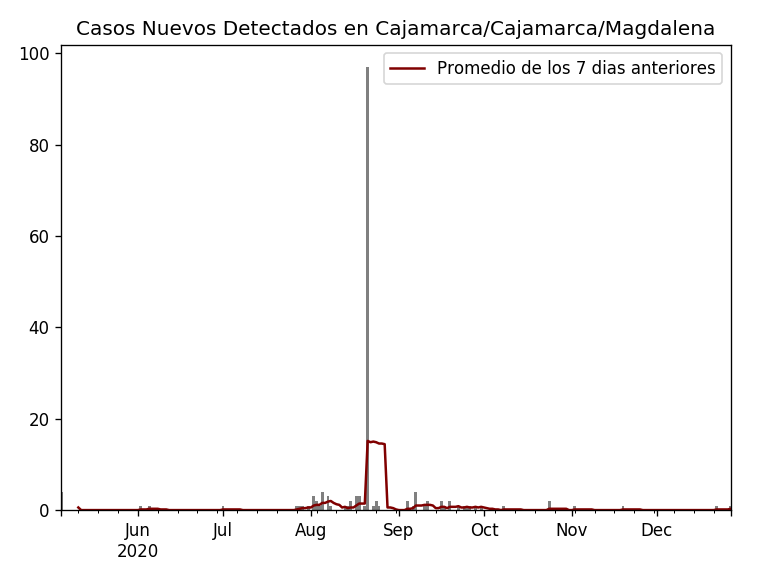 Casos Nuevos Detectados en Cajamarca/Cajamarca/Magdalena
Promedio de los 7 dias anteriores
100
80
60
40
20
0
Jun Jul Aug Sep Oct Nov Dec
2020